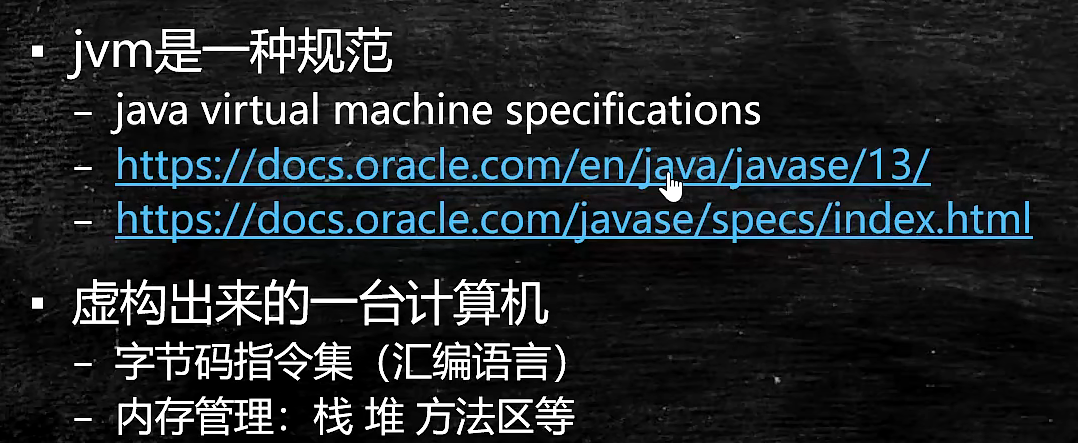 ▪ jvm是一种规范
– java virtual machine specifications
– https://docs.oracle.com/en/java/javase/13/
– https://docs.oracle.com/javase/specs/index.html
▪ 虚构出来的一台计算机
– 字节码指令集（汇编语言）
– 内存管理：栈 堆 方法区等